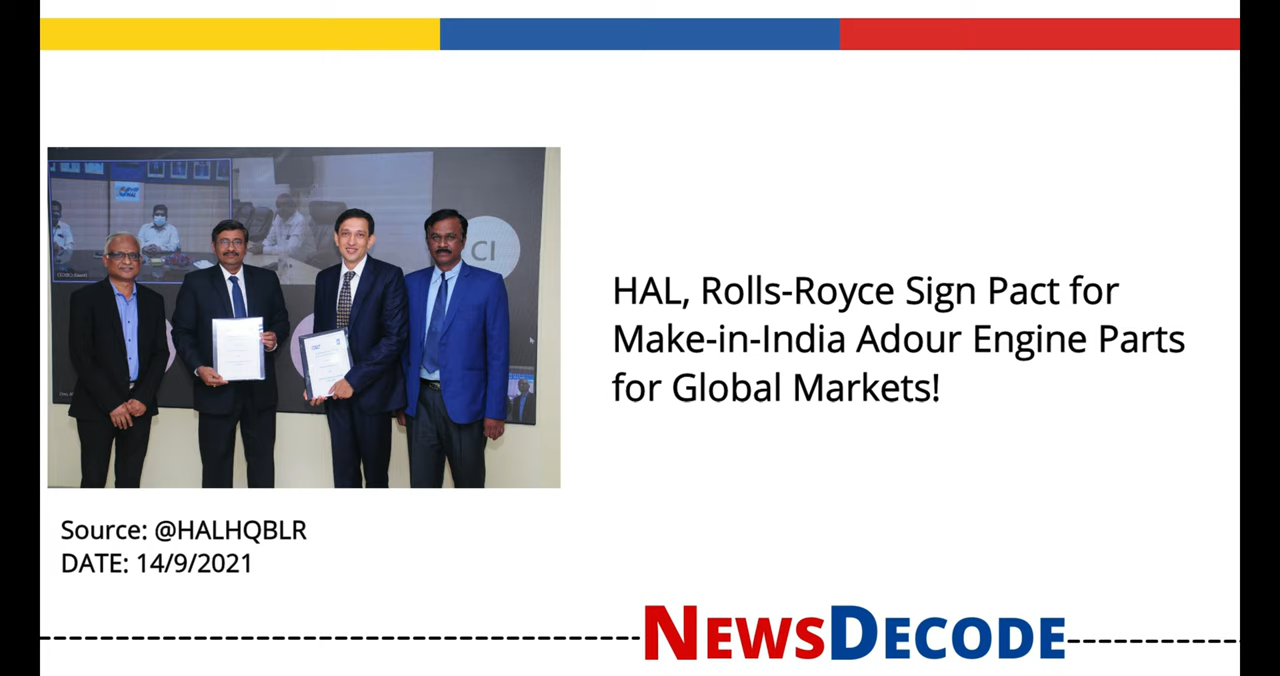 HAL, Rolls-Royce Sign Pact for
Make-in-India Adour Engine Parts
for Global Markets!
CI
Source: @HALHQBLR
DATE: 14/9/2021
NEWSDECODE